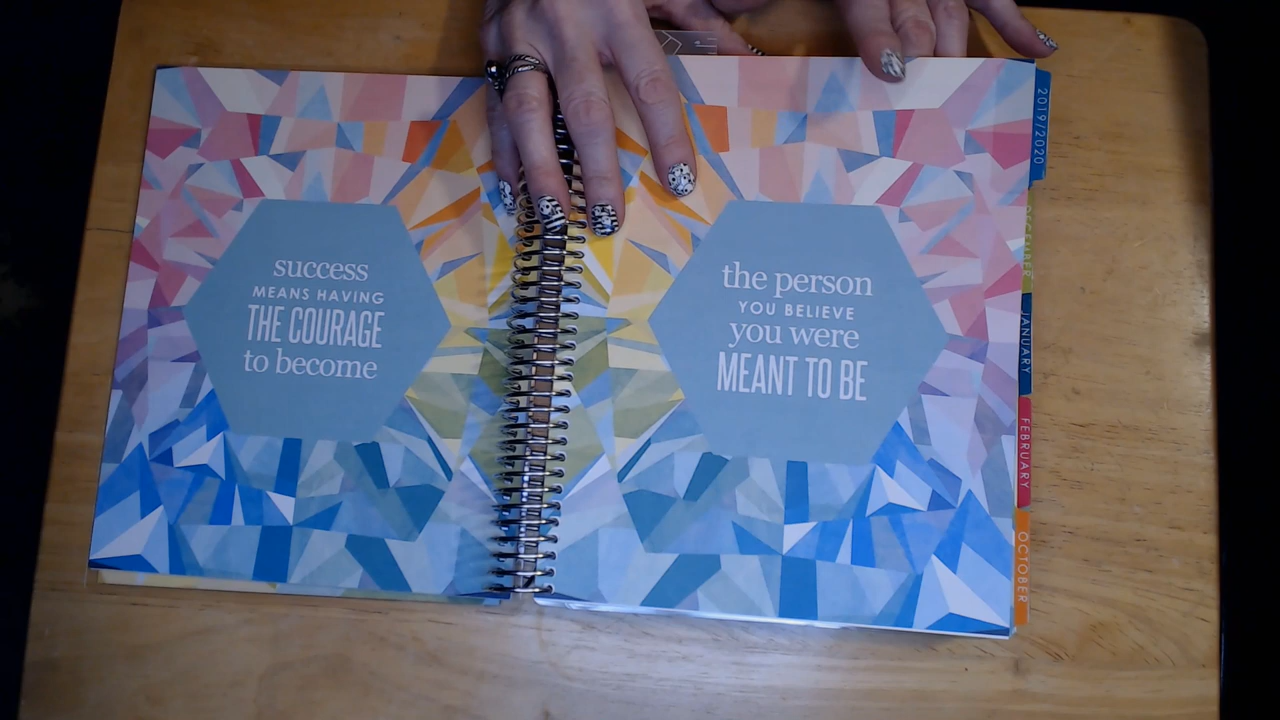 success
MEANS HAVING
THE COURAGE
to become
the person
YOU BELIEVE
you were
MEANT TO BE
2019/2020
DECEMBER
JANUARY
FEBRUARY
OCTOBER